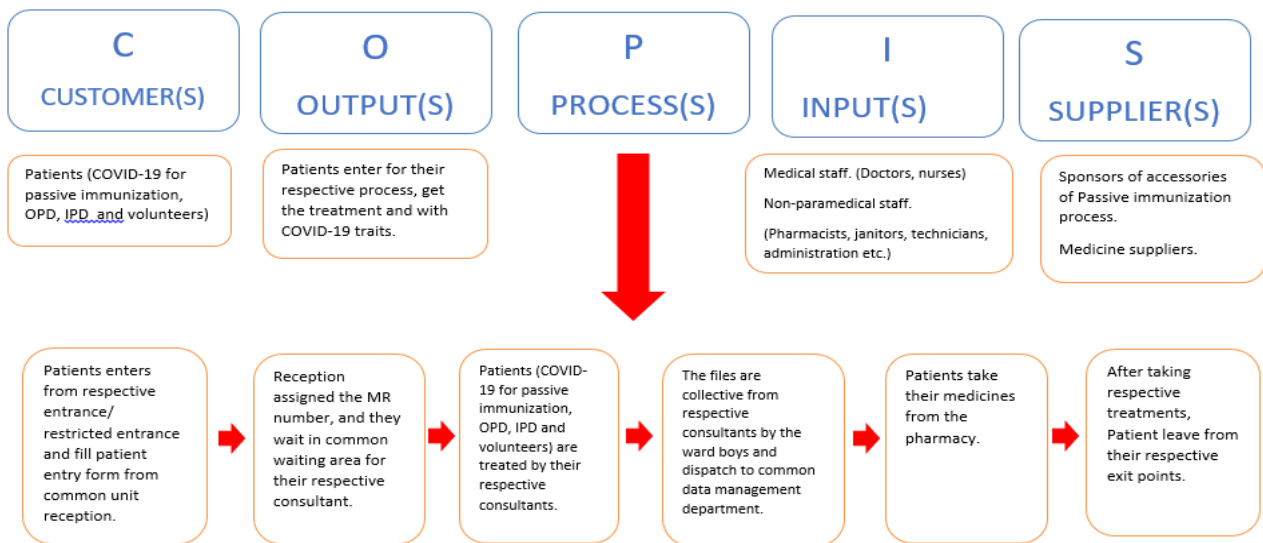 C
CUSTOMER(S)
O
OUTPUT(S)
P
PROCESS(S)
I
INPUT(S)
S
SUPPLIER(S)
Patients (COVID-19 for
passive immunization,
OPD, IPD and volunteers)
Patients enter for their
respective process, get
the treatment and with
COVID-19 traits.
Medical staff. (Doctors, nurses)
Non-paramedical staff.
(Pharmacists, janitors, technicians,
administration etc.)
Sponsors of accessories
of Passive immunization
process.
Medicine suppliers.
Patients enters
from respective
entrance/
restricted entrance
and fill patient
entry form from
common unit
reception.
Reception
assigned the MR
number, and they
wait in common
waiting area for
their respective
consultant.
Patients (COVID-
19 for passive
immunization,
OPD, IPD and
volunteers) are
treated by their
respective
consultants.
The files are
collective from
respective
consultants by the
ward boys and
dispatch to common
data management
department.
Patients take
their medicines
from the
pharmacy.
After taking
respective
treatments,
Patient leave from
their respective
exit points.